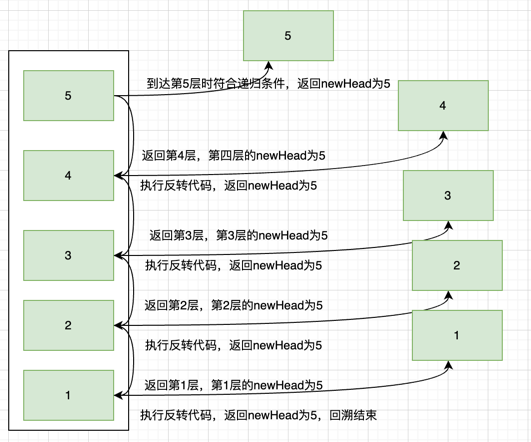 5
5
到达第5层时符合递归条件，返回newHead为5
4
返回第4层，第四层的newHead为5
4
执行反转代码，返回newHead为5
3
返回第3层，第3层的newHead为5
3
执行反转代码，返回newHead为5
2
返回第2层，第2层的newHead为5
2
执行反转代码，返回newHead为5
1
返回第1层，第1层的newHead为5
1
执行反转代码，返回newHead为5，回溯结束